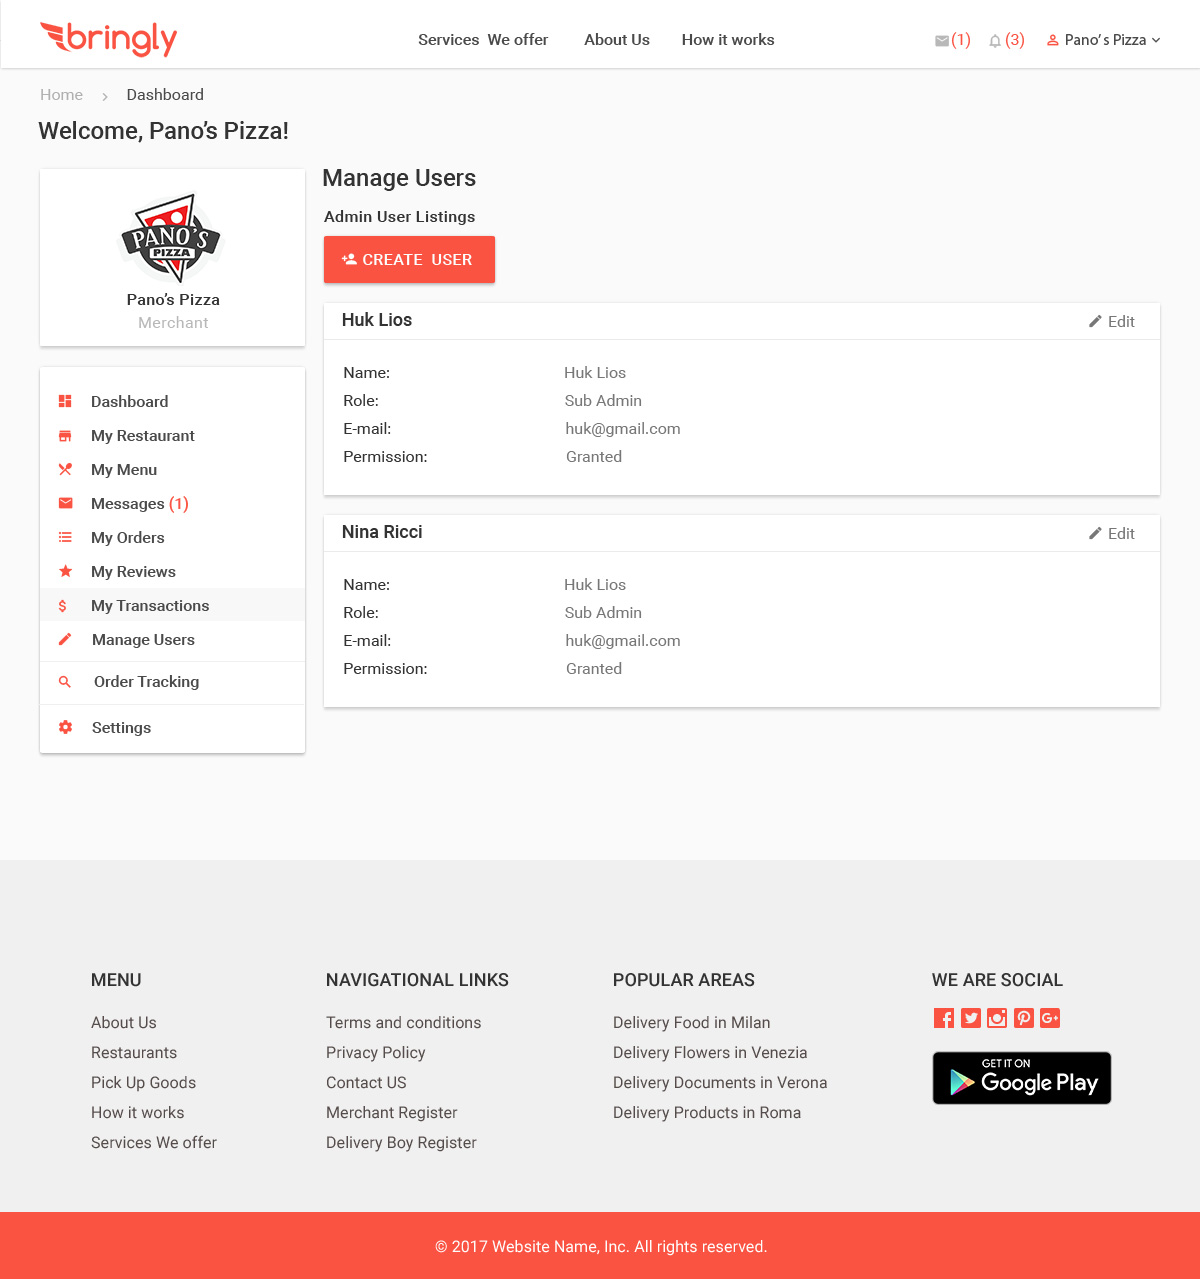 bringly
Services We offer About Us How it works (1) (3) Pano's Pizza
Home > Dashboard
Welcome, Pano's Pizza!
PANO'S
PIZZA
Pano's Pizza
Merchant
Dashboard
My Restaurant
My Menu
Messages (1)
My Orders
My Reviews
My Transactions
Manage Users
Order Tracking
Settings
Manage Users
Admin User Listings
CREATE USER
Huk Lios Edit
Name: Huk Lios
Role: Sub Admin
E-mail: huk@gmail.com
Permission: Granted
Nina Ricci Edit
Name: Huk Lios
Role: Sub Admin
E-mail: huk@gmail.com
Permission: Granted
MENU
About Us
Restaurants
Pick Up Goods
How it works
Services We offer
NAVIGATIONAL LINKS
Terms and conditions
Privacy Policy
Contact US
Merchant Register
Delivery Boy Register
POPULAR AREAS
Delivery Food in Milan
Delivery Flowers in Venezia
Delivery Documents in Verona
Delivery Products in Roma
WE ARE SOCIAL
GET IT ON
Google Play
© 2017 Website Name, Inc. All rights reserved.